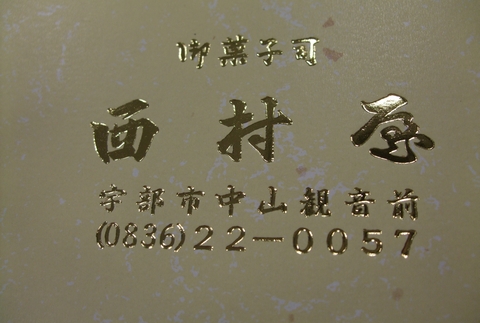 御菓子司
西村屋
宇部市中山観音前
(0836)22-0057